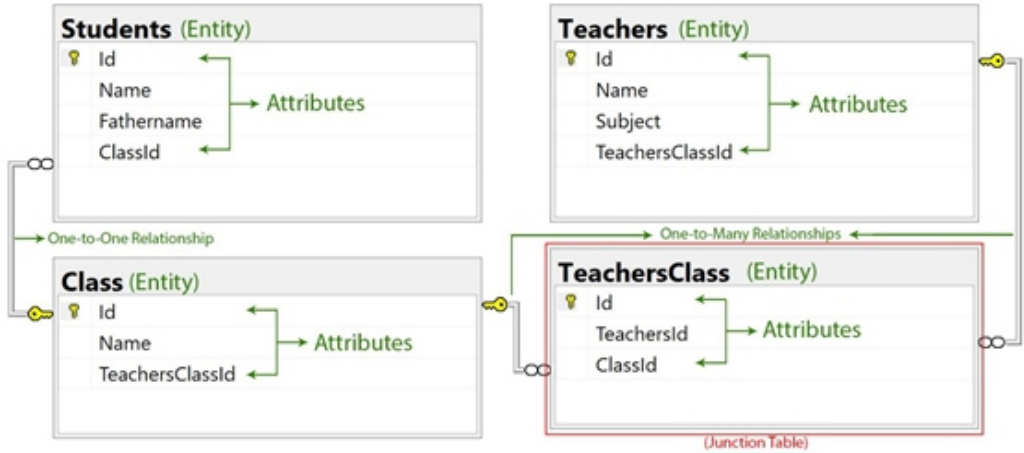 Students (Entity)
Id
Name
Fathername
ClassId
Attributes
Teachers (Entity)
Id
Name
Subject
TeachersClassId
Attributes
One-to-One Relationship
One-to-Many Relationships
Class (Entity)
Id
Name
TeachersClassId
Attributes
TeachersClass (Entity)
Id
TeachersId
ClassId
Attributes
(Junction Table)